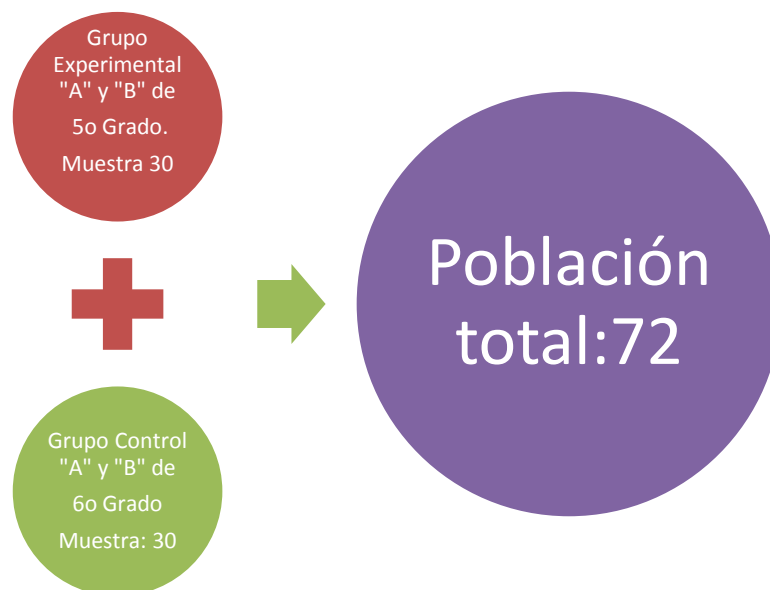 Grupo
Experimental
"A" y "B" de
5o Grado.
Muestra 30
Grupo Control
"A" y "B" de
6o Grado
Muestra: 30
Población
total:72